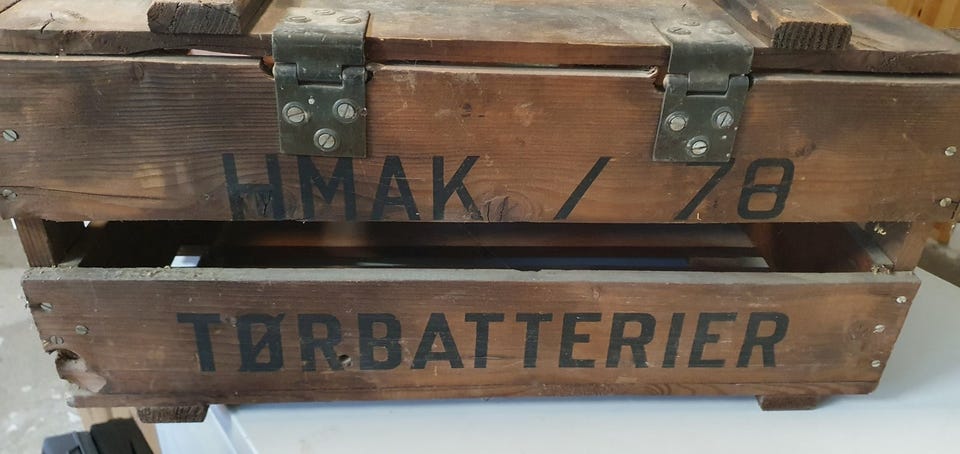 HMAK / 78
TØRBATTERIER